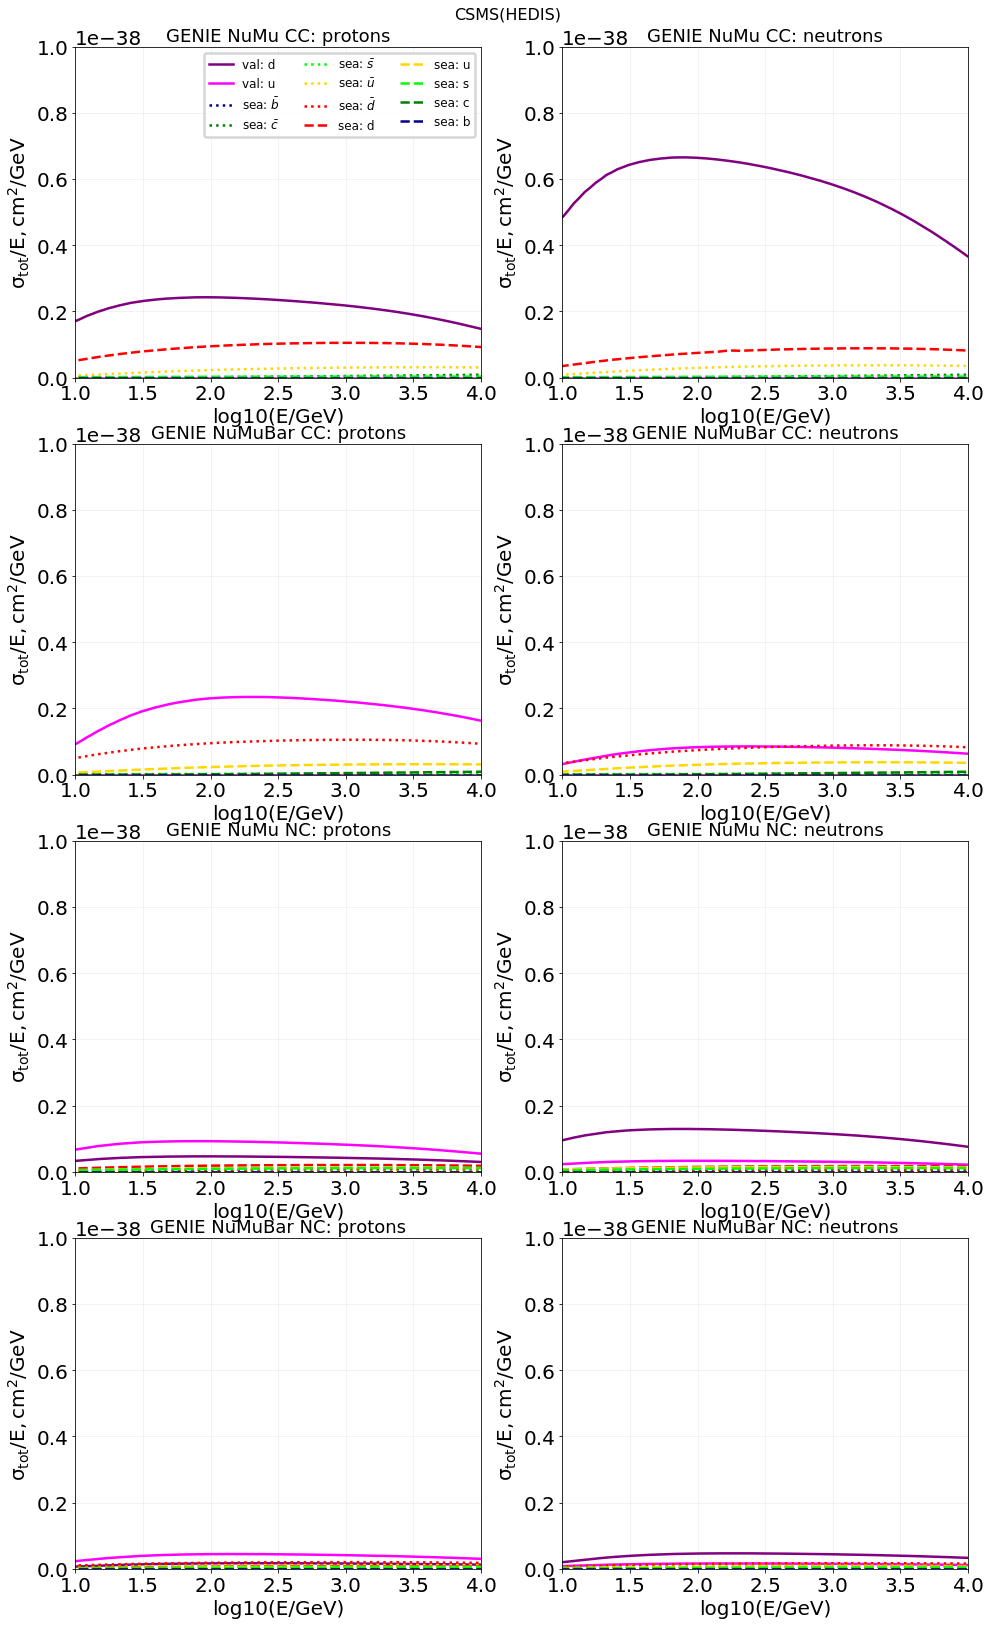 CSMS(HEDIS)
1e−38 GENIE NuMu CC: protons
1.0
0.8
0.6
0.4
0.2
0.0
σtot/E, cm²/GeV
val: d
val: u
sea: b̄
sea: c̄
sea: s̄
sea: ū
sea: d̄
sea: d
sea: u
sea: s
sea: c
sea: b
1.0 1.5 2.0 2.5 3.0 3.5 4.0
log10(E/GeV)
1e−38 GENIE NuMu CC: neutrons
1.0
0.8
0.6
0.4
0.2
0.0
σtot/E, cm²/GeV
1.0 1.5 2.0 2.5 3.0 3.5 4.0
log10(E/GeV)
1e−38 GENIE NuMuBar CC: protons
1.0
0.8
0.6
0.4
0.2
0.0
σtot/E, cm²/GeV
1.0 1.5 2.0 2.5 3.0 3.5 4.0
log10(E/GeV)
1e−38 GENIE NuMuBar CC: neutrons
1.0
0.8
0.6
0.4
0.2
0.0
σtot/E, cm²/GeV
1.0 1.5 2.0 2.5 3.0 3.5 4.0
log10(E/GeV)
1e−38 GENIE NuMu NC: protons
1.0
0.8
0.6
0.4
0.2
0.0
σtot/E, cm²/GeV
1.0 1.5 2.0 2.5 3.0 3.5 4.0
log10(E/GeV)
1e−38 GENIE NuMu NC: neutrons
1.0
0.8
0.6
0.4
0.2
0.0
σtot/E, cm²/GeV
1.0 1.5 2.0 2.5 3.0 3.5 4.0
log10(E/GeV)
1e−38 GENIE NuMuBar NC: protons
1.0
0.8
0.6
0.4
0.2
0.0
σtot/E, cm²/GeV
1.0 1.5 2.0 2.5 3.0 3.5 4.0
log10(E/GeV)
1e−38 GENIE NuMuBar NC: neutrons
1.0
0.8
0.6
0.4
0.2
0.0
σtot/E, cm²/GeV
1.0 1.5 2.0 2.5 3.0 3.5 4.0
log10(E/GeV)